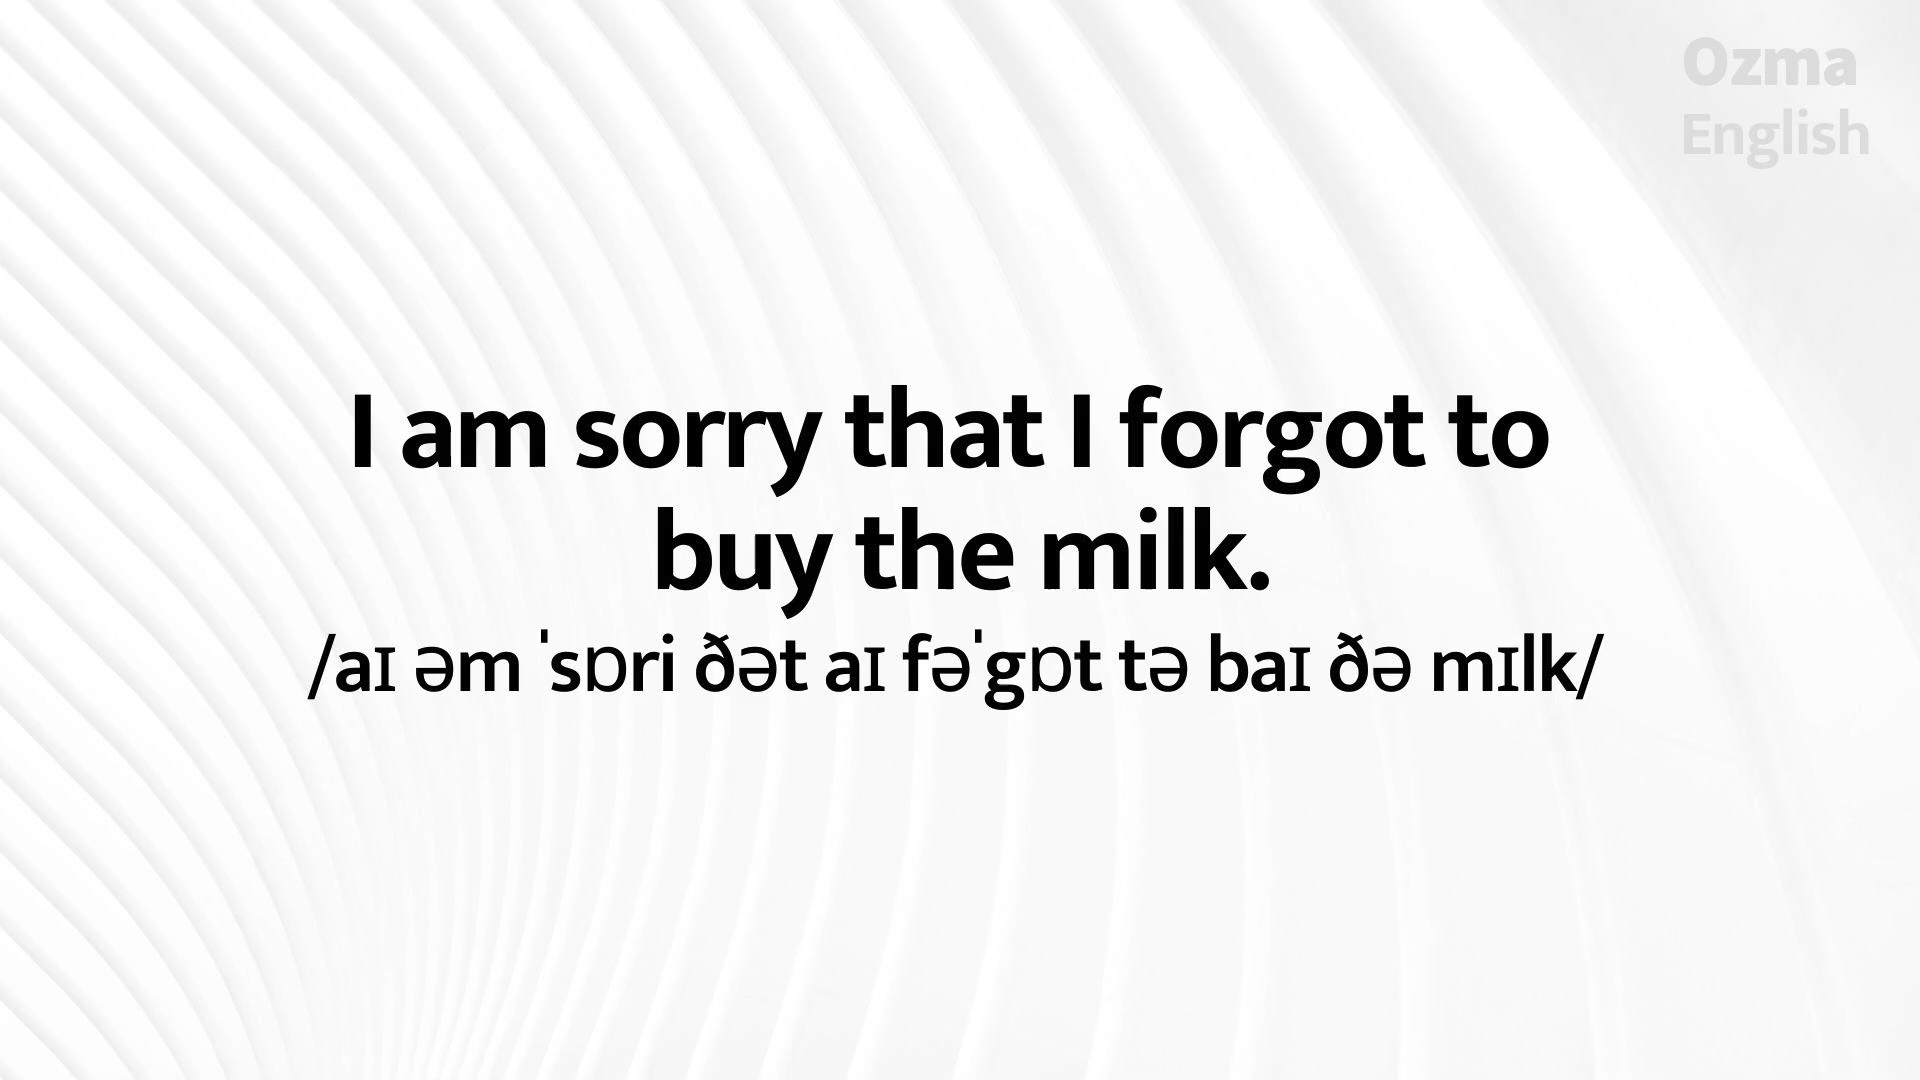 Ozma
English
I am sorry that I forgot to
buy the milk.
/aɪ əm ˈsɒri ðət aɪ fəˈgɒt tə baɪ ðə mɪlk/